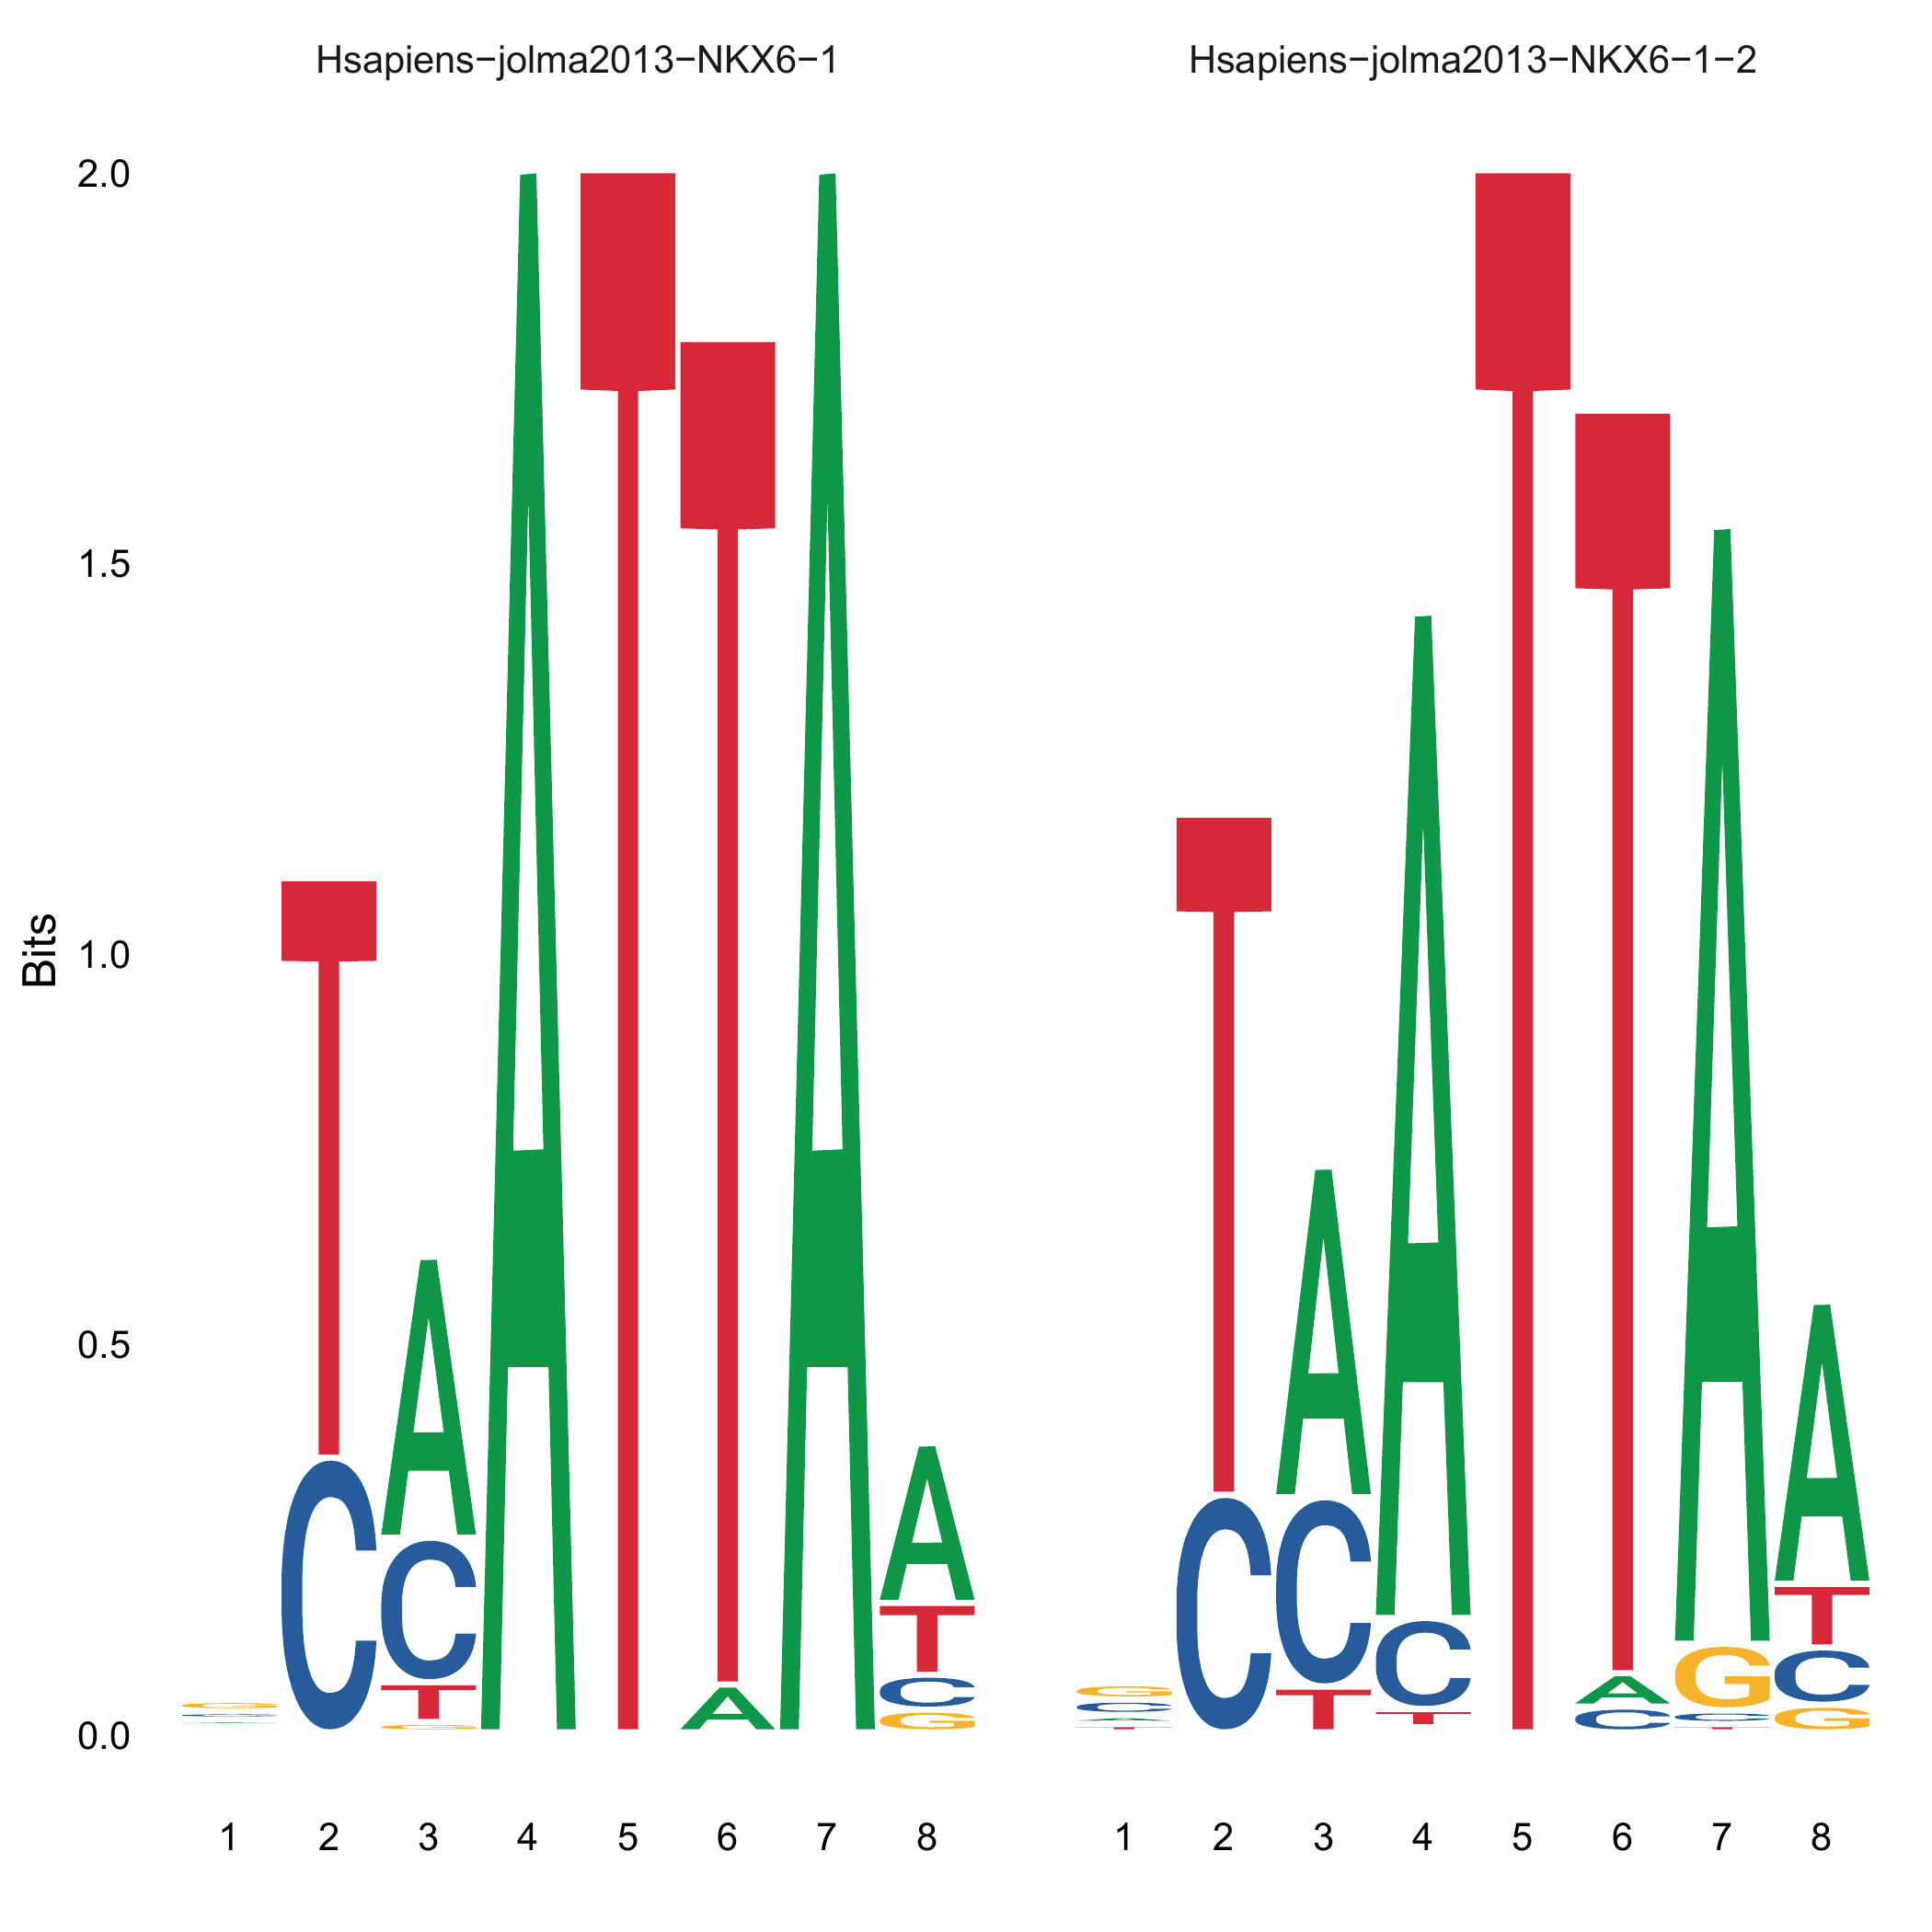 Hsapiens−jolma2013−NKX6−1
Hsapiens−jolma2013−NKX6−1−2
2.0
1.5
1.0
0.5
0.0
Bits
G C A
T C
A C T G
A
T
T A
A
A T C G
G C A T
T C
A C T
A C T
T
T A C
A G C T
A T C G
1 2 3 4 5 6 7 8
1 2 3 4 5 6 7 8